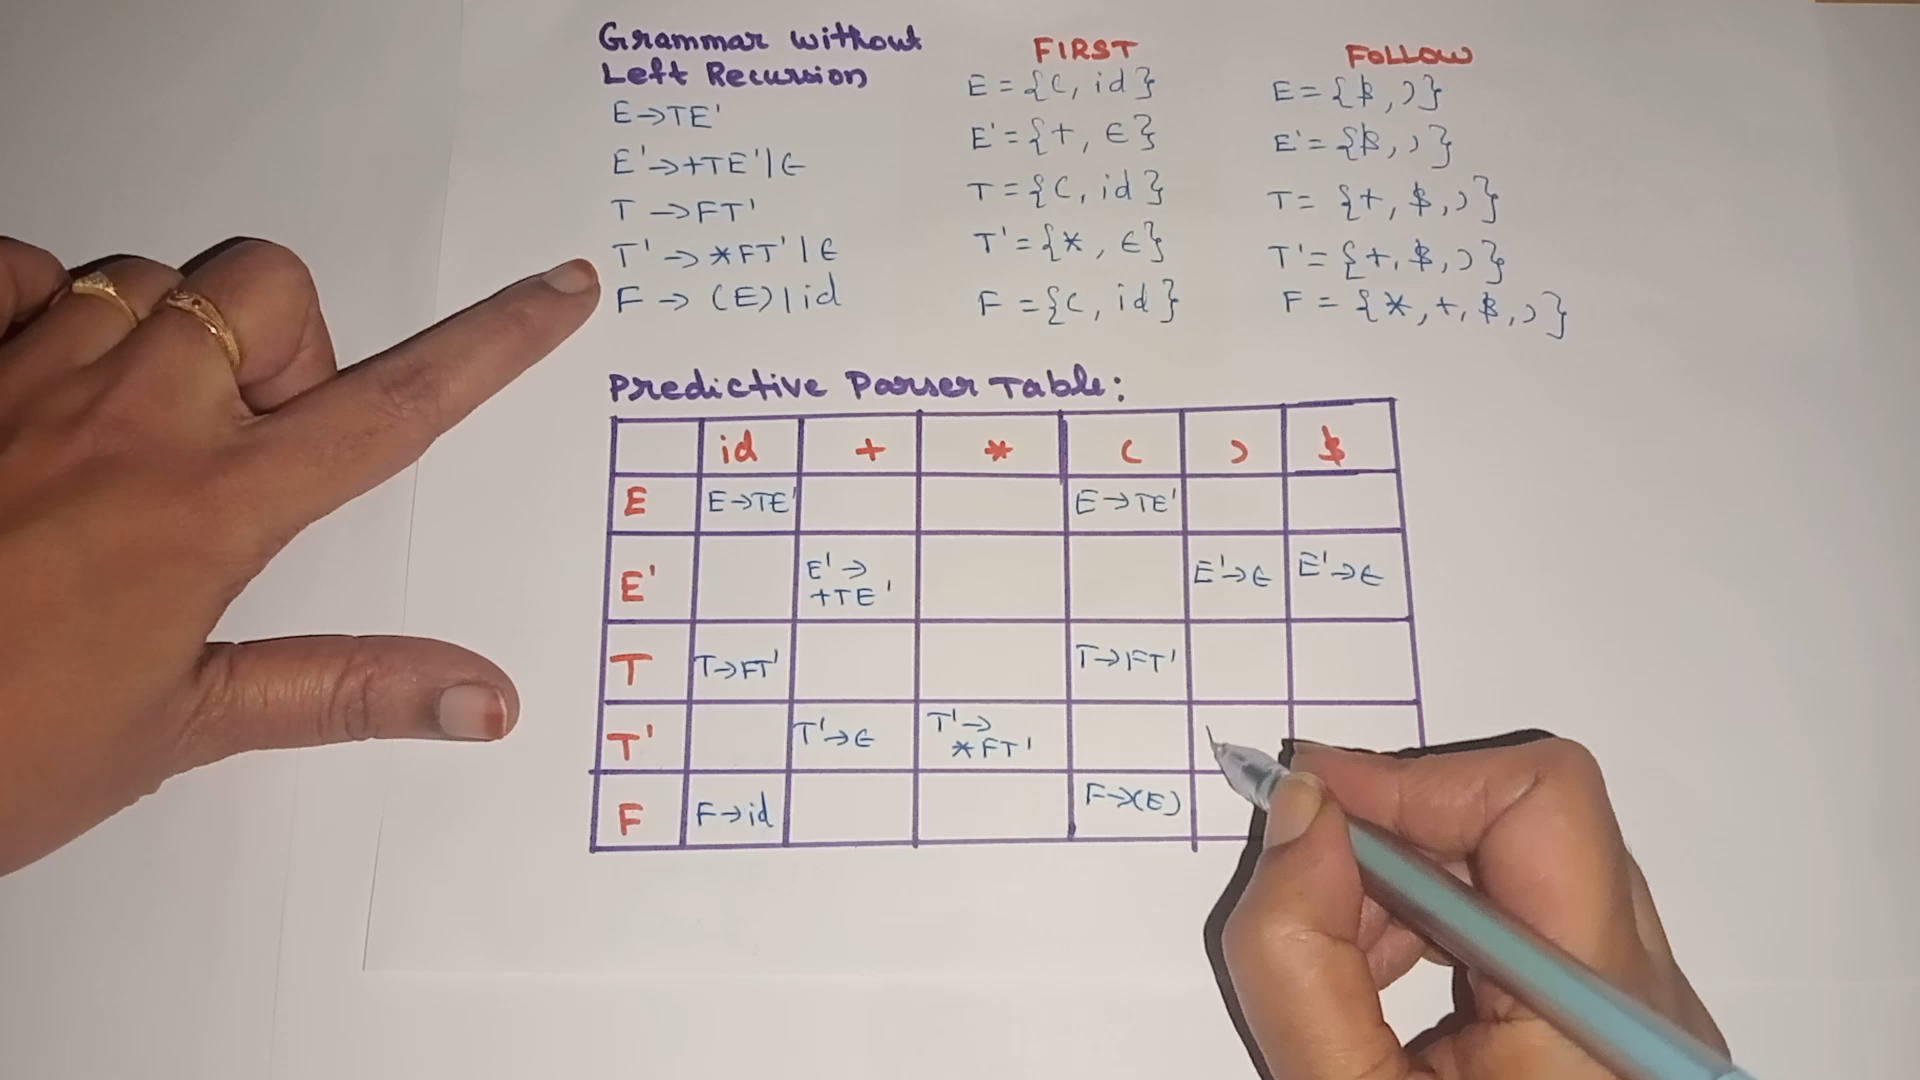 Grammar without
Left Recursion
E→TE'
E'→+TE'|∈
T→FT'
T'→*FT'|∈
F→(E)|id
FIRST
E={(, id}
E'={+, ∈}
T={(, id}
T'={*, ∈}
F={(, id}
FOLLOW
E={$,)}
E'={$,)}
T={+,$,)}
T'={+,$,)}
F={*,+,$,)}
Predictive Parser Table:
id + * ( ) $
E E→TE' E→TE'
E' E'→+TE' E'→∈ E'→∈
T T→FT' T→FT'
T' T'→∈ T'→*FT'
F F→id F→(E)